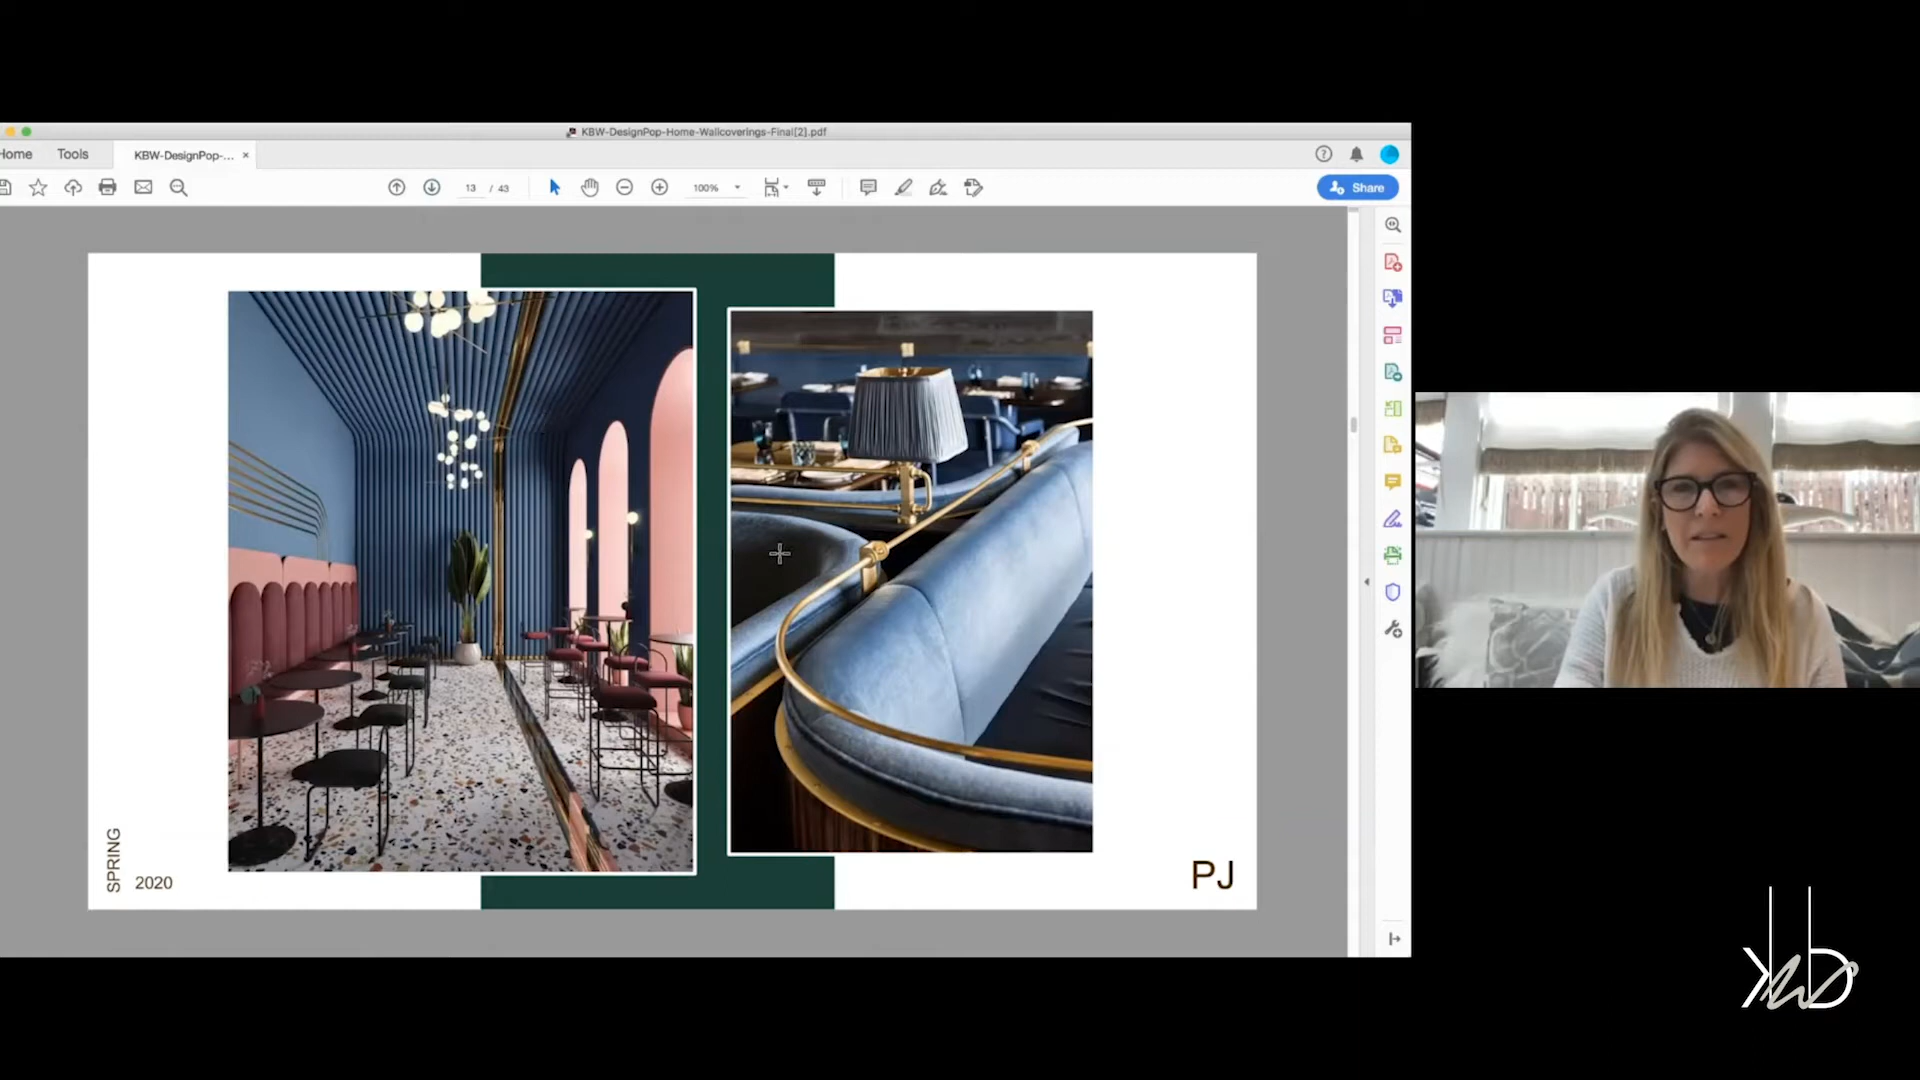 KBW-DesignPop-Home-Wallcoverings-Final[2].pdf
Home Tools KBW-DesignPop-... ×
13 / 43 100% Share
SPRING
2020
PJ